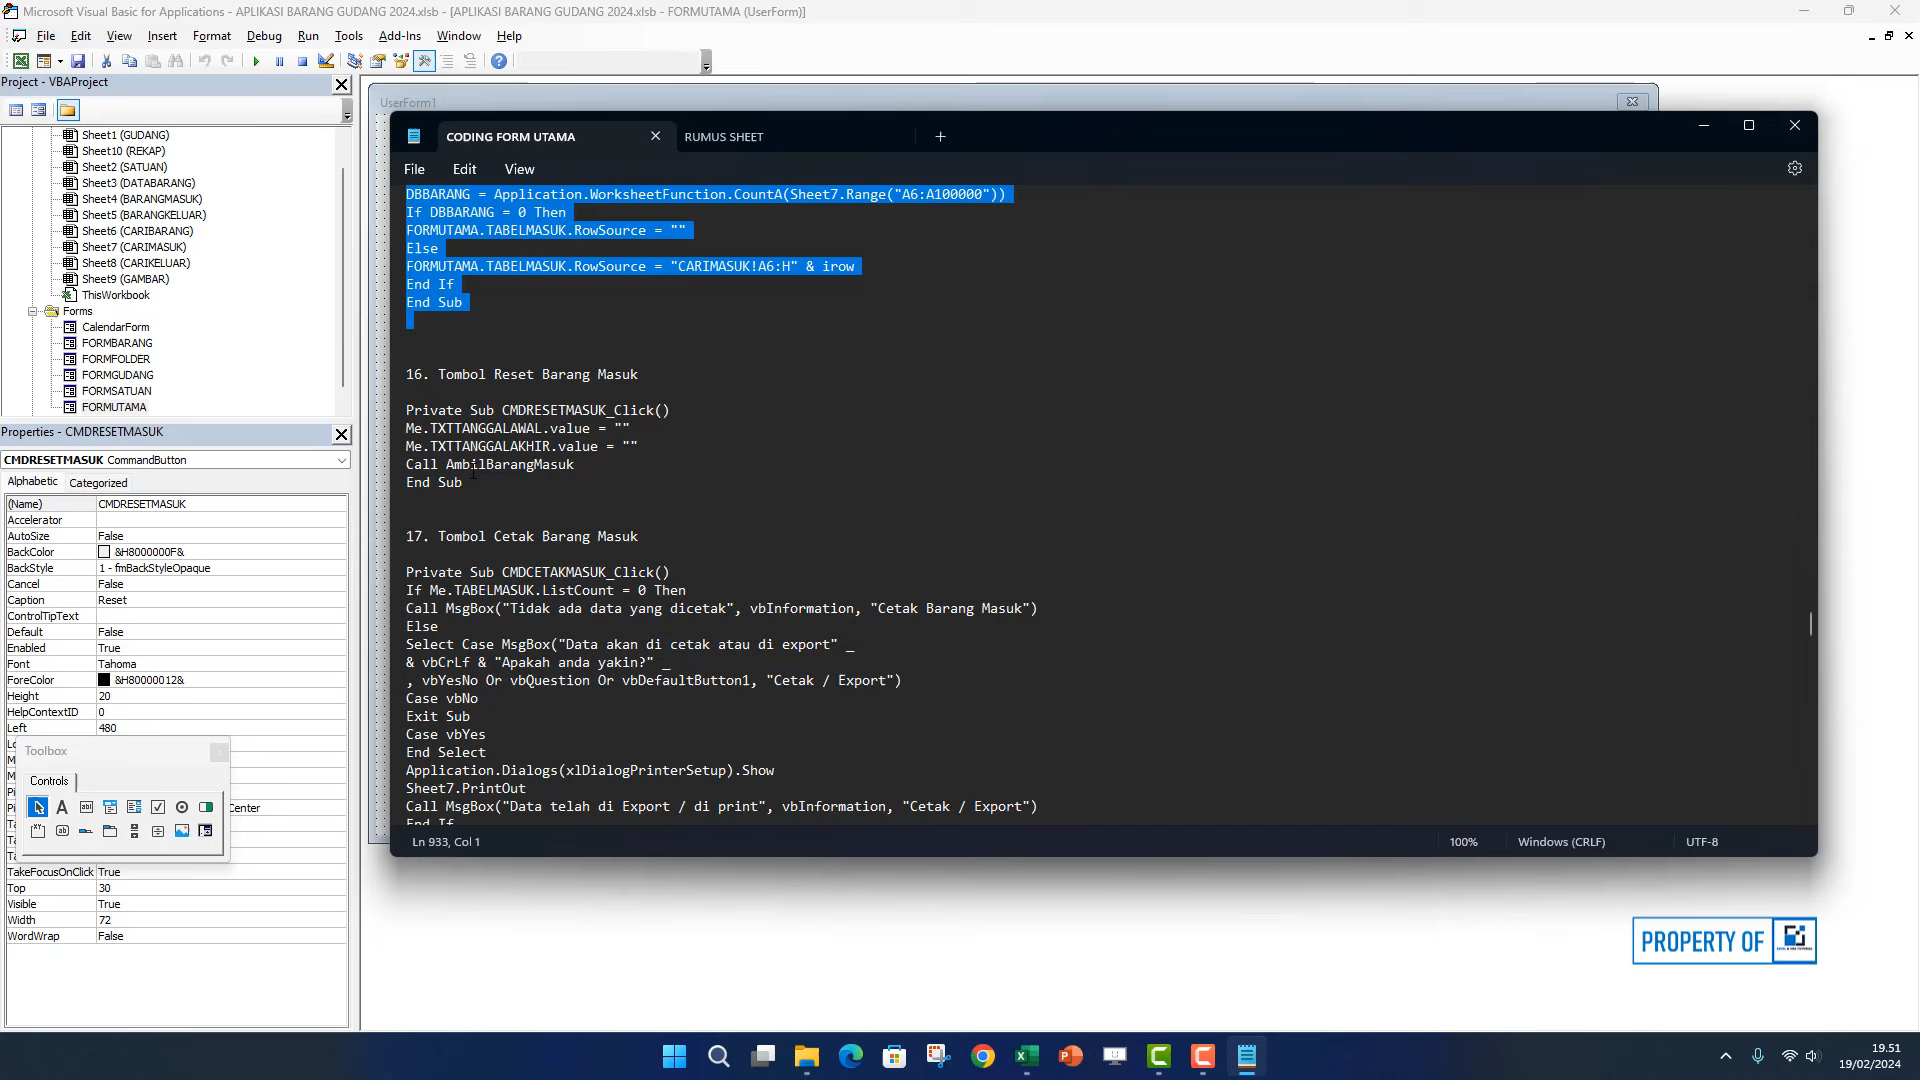 Microsoft Visual Basic for Applications - APLIKASI BARANG GUDANG 2024.xlsb - [APLIKASI BARANG GUDANG 2024.xlsb - FORMUTAMA (UserForm)]
File Edit View Insert Format Debug Run Tools Add-Ins Window Help
Project - VBAProject
Sheet1 (GUDANG)
Sheet10 (REKAP)
Sheet2 (SATUAN)
Sheet3 (DATABARANG)
Sheet4 (BARANGMASUK)
Sheet5 (BARANGKELUAR)
Sheet6 (CARIBARANG)
Sheet7 (CARIMASUK)
Sheet8 (CARIKELUAR)
Sheet9 (GAMBAR)
ThisWorkbook
Forms
CalendarForm
FORMBARANG
FORMFOLDER
FORMGUDANG
FORMSATUAN
FORMUTAMA
Properties - CMDRESETMASUK
CMDRESETMASUK CommandButton
Alphabetic Categorized
(Name) CMDRESETMASUK
Accelerator
AutoSize False
BackColor &H8000000F&
BackStyle 1 - fmBackStyleOpaque
Cancel False
Caption Reset
ControlTipText
Default False
Enabled True
Font Tahoma
ForeColor &H80000012&
Height 20
HelpContextID 0
Left 480
Toolbox
Controls
Center
TakeFocusOnClick True
Top 30
Visible True
Width 72
WordWrap False
UserForm1
CODING FORM UTAMA
RUMUS SHEET
File Edit View
DBBARANG = Application.WorksheetFunction.CountA(Sheet7.Range("A6:A100000"))
If DBBARANG = 0 Then
FORMUTAMA.TABELMASUK.RowSource = ""
Else
FORMUTAMA.TABELMASUK.RowSource = "CARIMASUK!A6:H" & irow
End If
End Sub
16. Tombol Reset Barang Masuk
Private Sub CMDRESETMASUK_Click()
Me.TXTTANGGALAWAL.value = ""
Me.TXTTANGGALAKHIR.value = ""
Call AmbilBarangMasuk
End Sub
17. Tombol Cetak Barang Masuk
Private Sub CMDCETAKMASUK_Click()
If Me.TABELMASUK.ListCount = 0 Then
Call MsgBox("Tidak ada data yang dicetak", vbInformation, "Cetak Barang Masuk")
Else
Select Case MsgBox("Data akan di cetak atau di export" _
& vbCrLf & "Apakah anda yakin?" _
, vbYesNo Or vbQuestion Or vbDefaultButton1, "Cetak / Export")
Case vbNo
Exit Sub
Case vbYes
End Select
Application.Dialogs(xlDialogPrinterSetup).Show
Sheet7.PrintOut
Call MsgBox("Data telah di Export / di print", vbInformation, "Cetak / Export")
End If
Ln 933, Col 1
100%
Windows (CRLF)
UTF-8
PROPERTY OF
19.51
19/02/2024